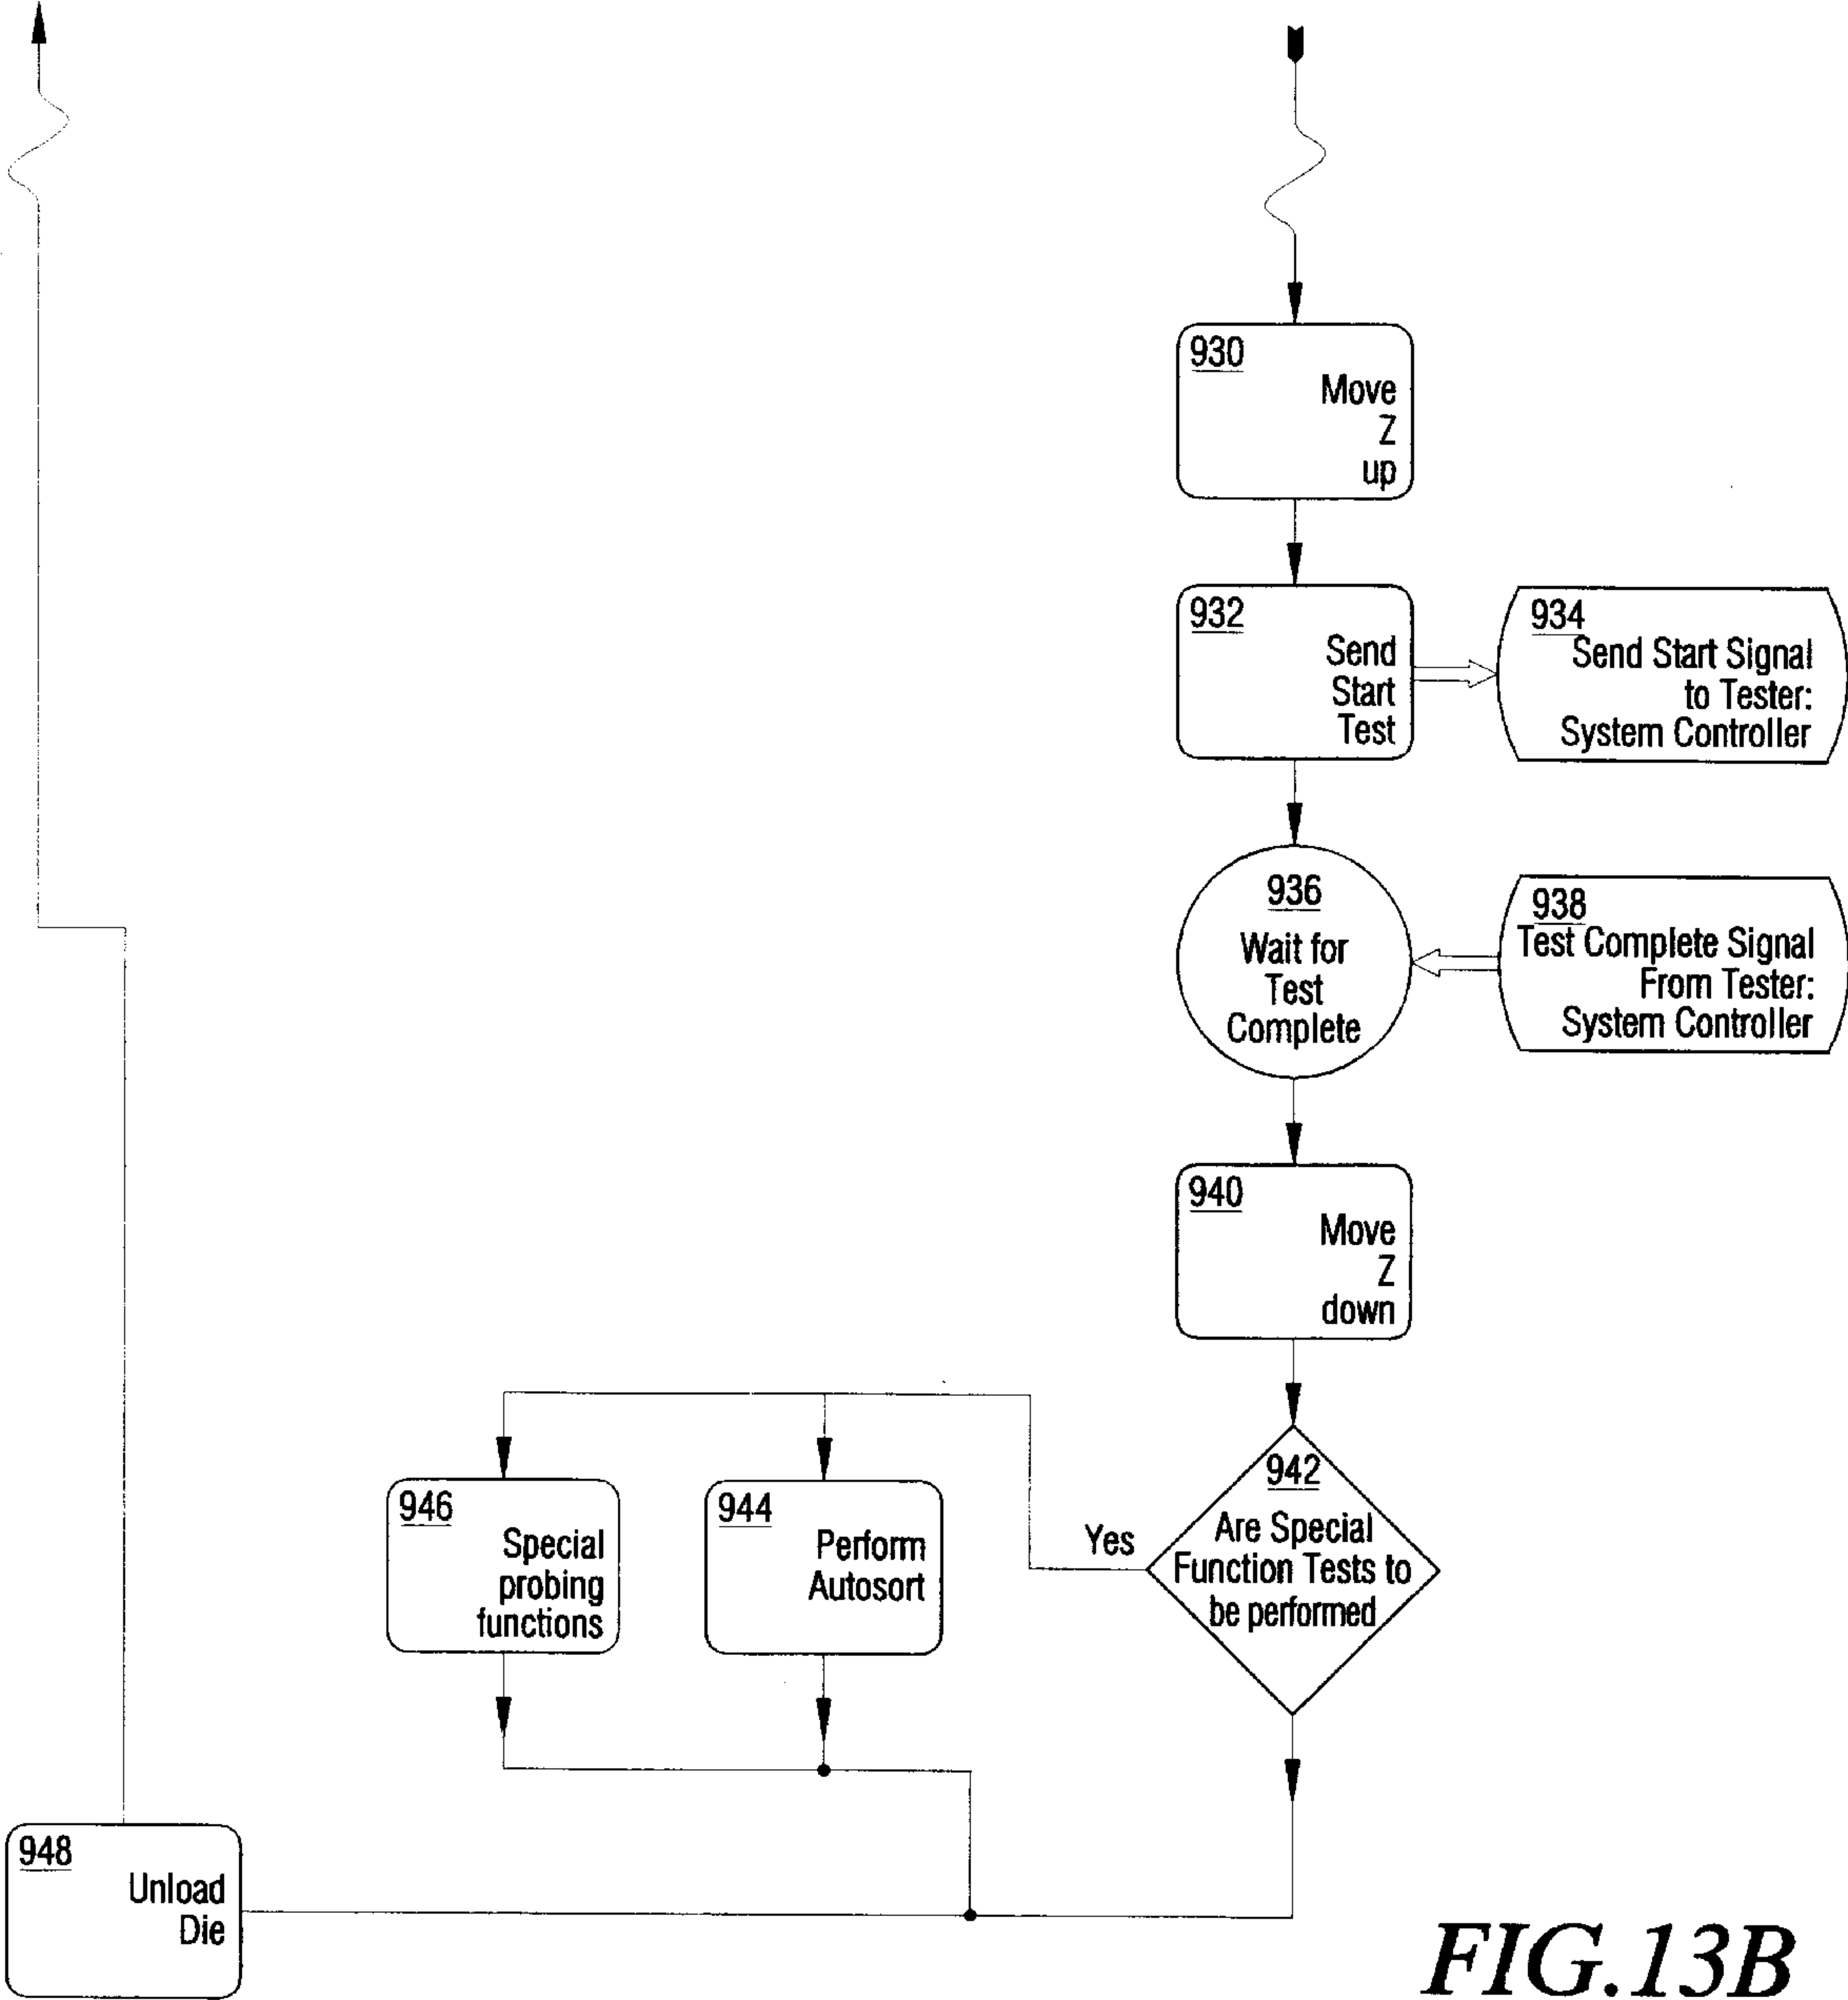 930
Move
Z
up
932
Send
Start
Test
934
Send Start Signal
to Tester:
System Controller
936
Wait for
Test
Complete
938
Test Complete Signal
From Tester:
System Controller
940
Move
Z
down
942
Are Special
Function Tests to
be performed
Yes
944
Perform
Autosort
946
Special
probing
functions
948
Unload
Die
FIG.13B